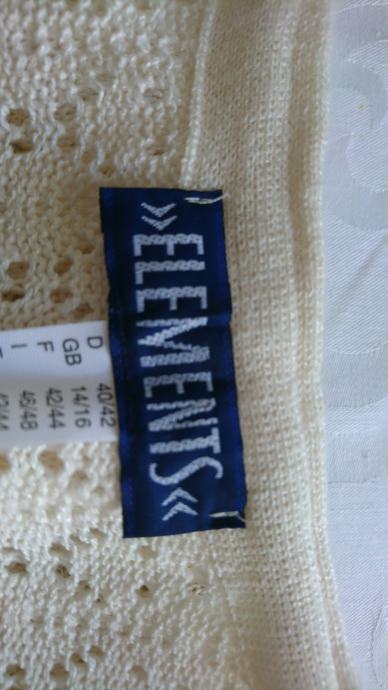 »ELEMENTS«
D 40/42
GB 14/16
F 42/44
I 46/48